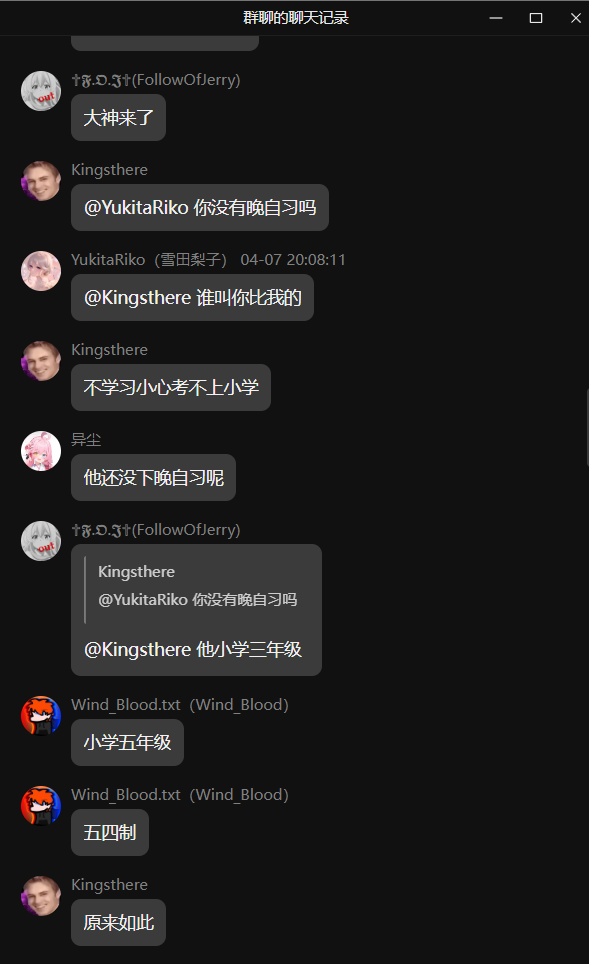 群聊的聊天记录
✝𝕱.𝕺.𝕴✝(FollowOfJerry)
大神来了
Kingsthere
@YukitaRiko 你没有晚自习吗
YukitaRiko（雪田梨子） 04-07 20:08:11
@Kingsthere 谁叫你比我的
Kingsthere
不学习小心考不上小学
异尘
他还没下晚自习呢
✝𝕱.𝕺.𝕴✝(FollowOfJerry)
Kingsthere
@YukitaRiko 你没有晚自习吗
@Kingsthere 他小学三年级
Wind_Blood.txt（Wind_Blood）
小学五年级
Wind_Blood.txt（Wind_Blood）
五四制
Kingsthere
原来如此